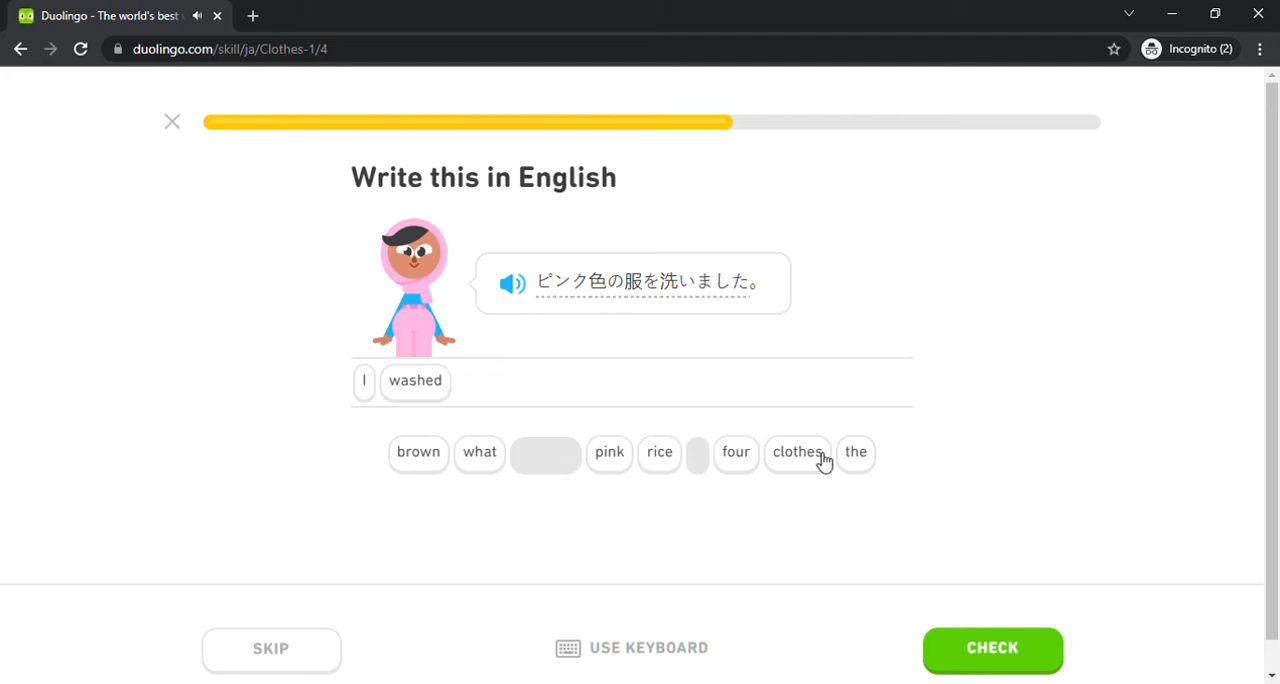 Duolingo - The world's best
duolingo.com/skill/ja/Clothes-1/4
Incognito (2)
Write this in English
ピンク色の服を洗いました。
I washed
brown what pink rice four clothes the
SKIP
USE KEYBOARD
CHECK